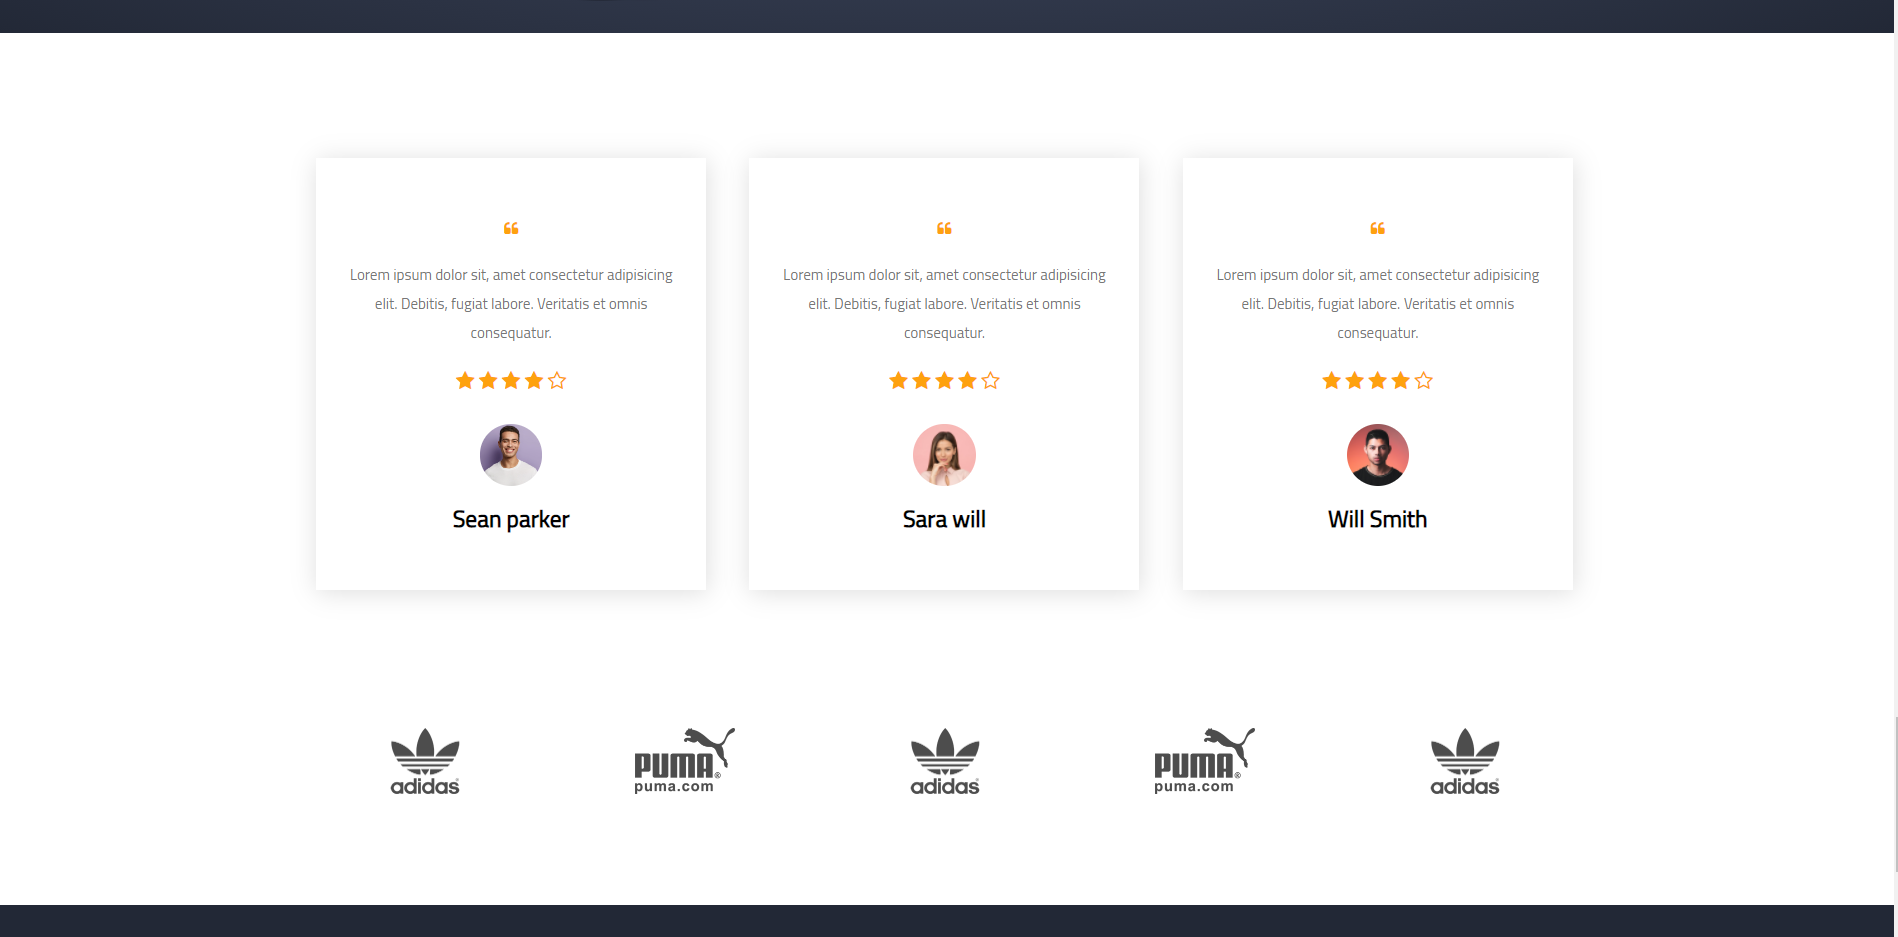 ❝
Lorem ipsum dolor sit, amet consectetur adipisicing
elit. Debitis, fugiat labore. Veritatis et omnis
consequatur.
Sean parker
❝
Lorem ipsum dolor sit, amet consectetur adipisicing
elit. Debitis, fugiat labore. Veritatis et omnis
consequatur.
Sara will
❝
Lorem ipsum dolor sit, amet consectetur adipisicing
elit. Debitis, fugiat labore. Veritatis et omnis
consequatur.
Will Smith
adidas
PUMA®
puma.com
adidas
PUMA®
puma.com
adidas